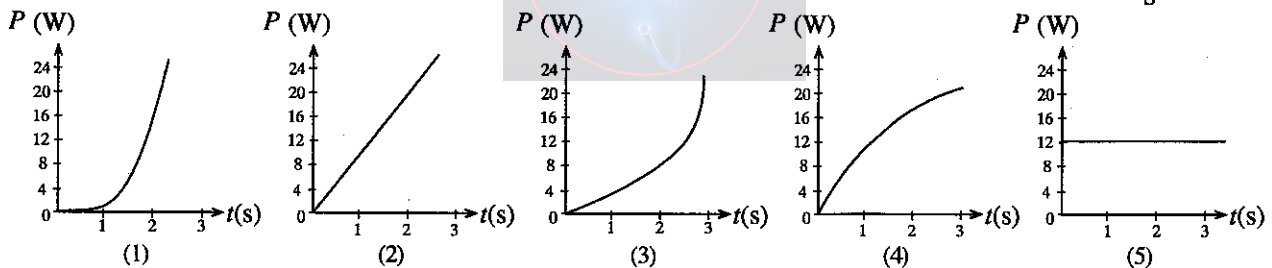 s
P (W) P (W) P (W) P (W) P (W)
24 24 24 24 24
20 20 20 20 20
16 16 16 16 16
12 12 12 12 12
8 8 8 8 8
4 4 4 4 4
0 1 2 3 t(s) 0 1 2 3 t(s) 0 1 2 3 t(s) 0 1 2 3 t(s) 0 1 2 3 t(s)
(1) (2) (3) (4) (5)